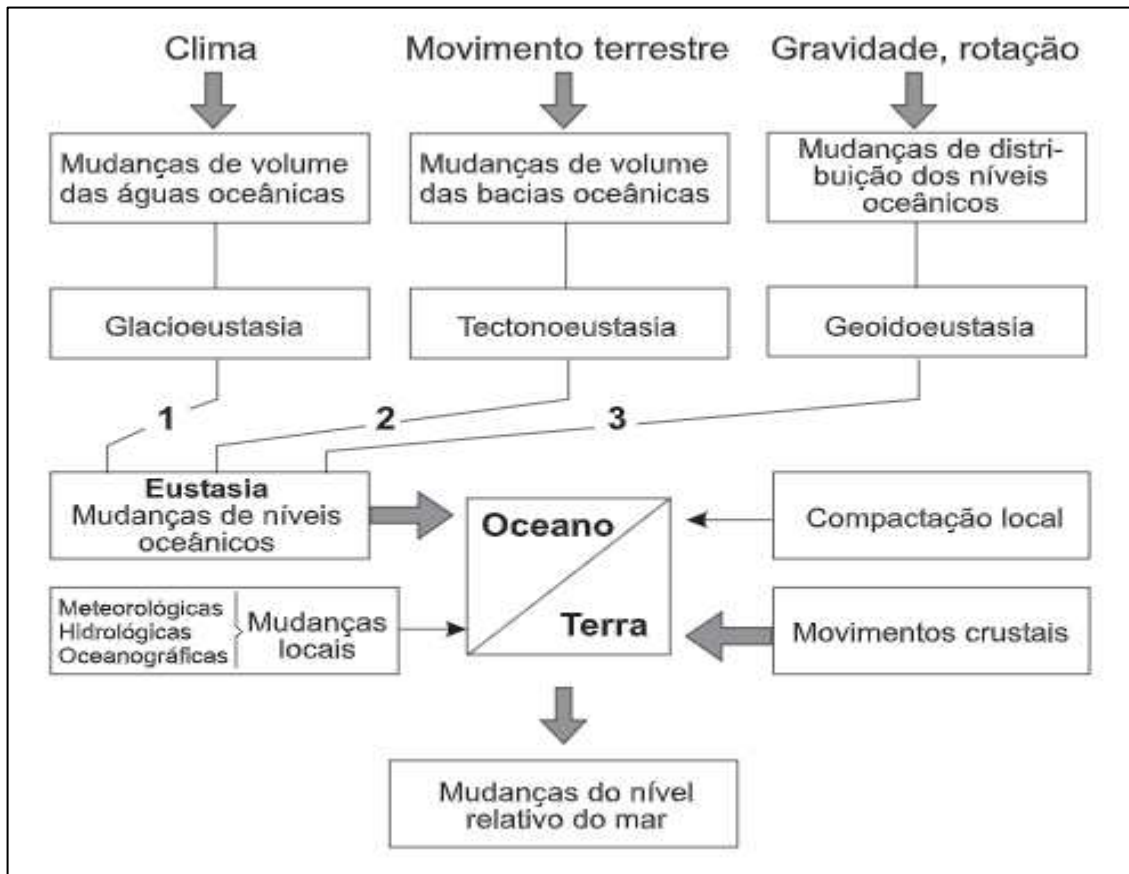 Clima
Movimento terrestre
Gravidade, rotação
Mudanças de volume
das águas oceânicas
Mudanças de volume
das bacias oceânicas
Mudanças de distri-
buição dos níveis
oceânicos
Glacioeustasia
Tectonoeustasia
Geoidoeustasia
1
2
3
Eustasia
Mudanças de níveis
oceânicos
Oceano
Terra
Compactação local
Meteorológicas
Hidrológicas
Oceanográficas
Mudanças
locais
Movimentos crustais
Mudanças do nível
relativo do mar